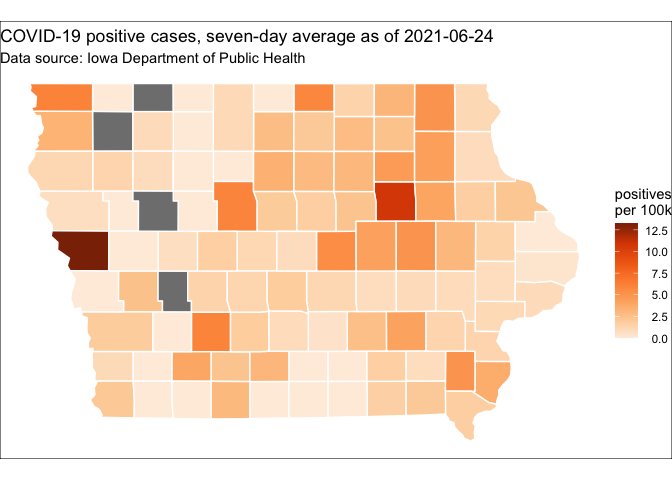 COVID-19 positive cases, seven-day average as of 2021-06-24
Data source: Iowa Department of Public Health
positives
per 100k
12.5
10.0
7.5
5.0
2.5
0.0